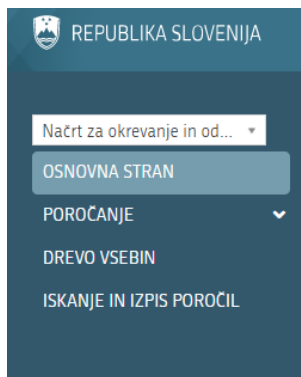 REPUBLIKA SLOVENIJA
Načrt za okrevanje in od...
OSNOVNA STRAN
POROČANJE
DREVO VSEBIN
ISKANJE IN IZPIS POROČIL